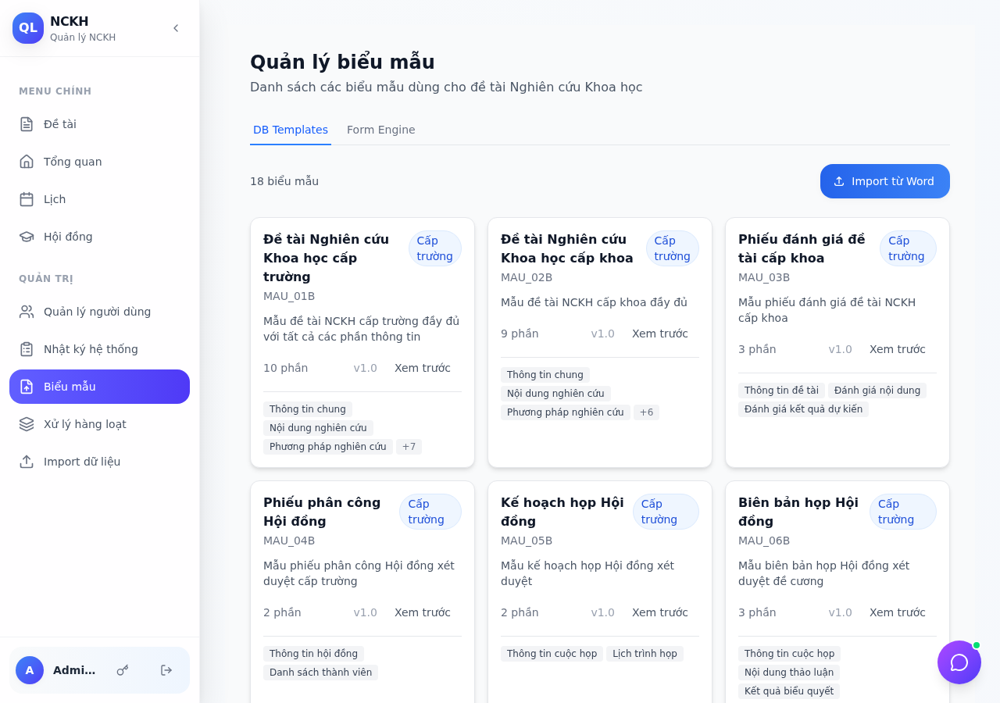 QL
NCKH
Quản lý NCKH
MENU CHÍNH
Đề tài
Tổng quan
Lịch
Hội đồng
QUẢN TRỊ
Quản lý người dùng
Nhật ký hệ thống
Biểu mẫu
Xử lý hàng loạt
Import dữ liệu
A
Admi...
Quản lý biểu mẫu
Danh sách các biểu mẫu dùng cho đề tài Nghiên cứu Khoa học
DB Templates
Form Engine
18 biểu mẫu
Import từ Word
Đề tài Nghiên cứu
Khoa học cấp
trường
Cấp
trường
MAU_01B
Mẫu đề tài NCKH cấp trường đầy đủ
với tất cả các phần thông tin
10 phần
v1.0
Xem trước
Thông tin chung
Nội dung nghiên cứu
Phương pháp nghiên cứu
+7
Đề tài Nghiên cứu
Khoa học cấp khoa
Cấp
trường
MAU_02B
Mẫu đề tài NCKH cấp khoa đầy đủ
9 phần
v1.0
Xem trước
Thông tin chung
Nội dung nghiên cứu
Phương pháp nghiên cứu
+6
Phiếu đánh giá đề
tài cấp khoa
Cấp
trường
MAU_03B
Mẫu phiếu đánh giá đề tài NCKH
cấp khoa
3 phần
v1.0
Xem trước
Thông tin đề tài
Đánh giá nội dung
Đánh giá kết quả dự kiến
Phiếu phân công
Hội đồng
Cấp
trường
MAU_04B
Mẫu phiếu phân công Hội đồng xét
duyệt cấp trường
2 phần
v1.0
Xem trước
Thông tin hội đồng
Danh sách thành viên
Kế hoạch họp Hội
đồng
Cấp
trường
MAU_05B
Mẫu kế hoạch họp Hội đồng xét
duyệt
2 phần
v1.0
Xem trước
Thông tin cuộc họp
Lịch trình họp
Biên bản họp Hội
đồng
Cấp
trường
MAU_06B
Mẫu biên bản họp Hội đồng xét
duyệt đề cương
3 phần
v1.0
Xem trước
Thông tin cuộc họp
Nội dung thảo luận
Kết quả biểu quyết